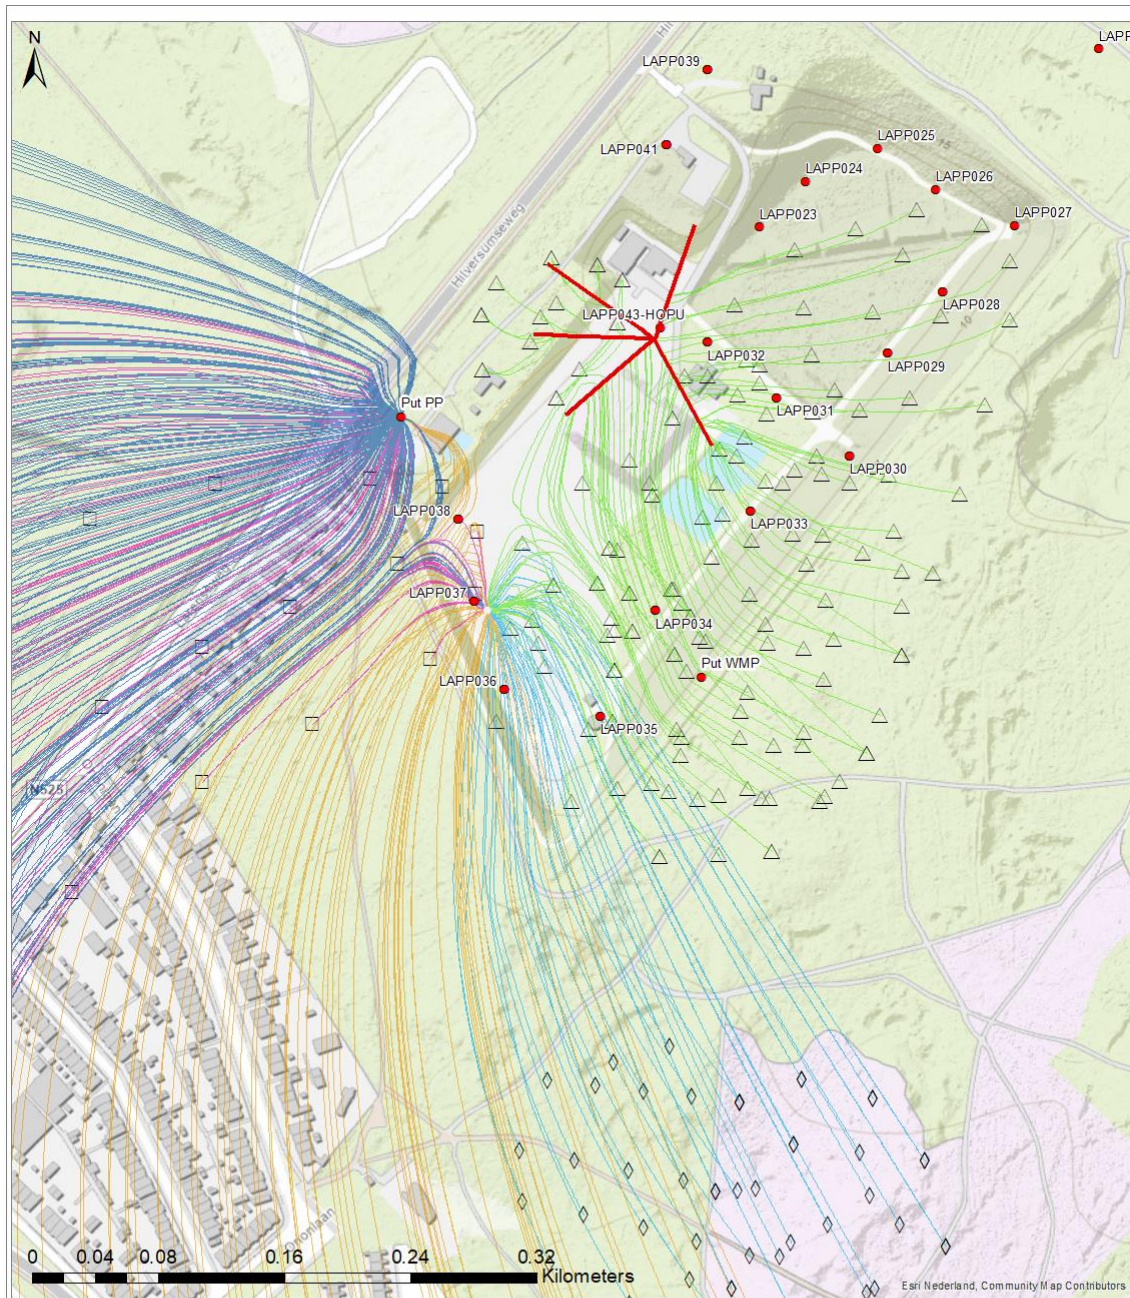 N
LAPP
LAPP039
LAPP041
LAPP025
LAPP024
LAPP026
LAPP023
LAPP027
Hilversumseweg
LAPP028
LAPP043-HOPU
LAPP032
LAPP029
Put PP
LAPP031
LAPP030
LAPP038
LAPP033
LAPP037
LAPP034
Put WMP
LAPP036
LAPP035
N525
Orionlaan
0 0.04 0.08 0.16 0.24 0.32
Kilometers
Esri Nederland, Community Map Contributors